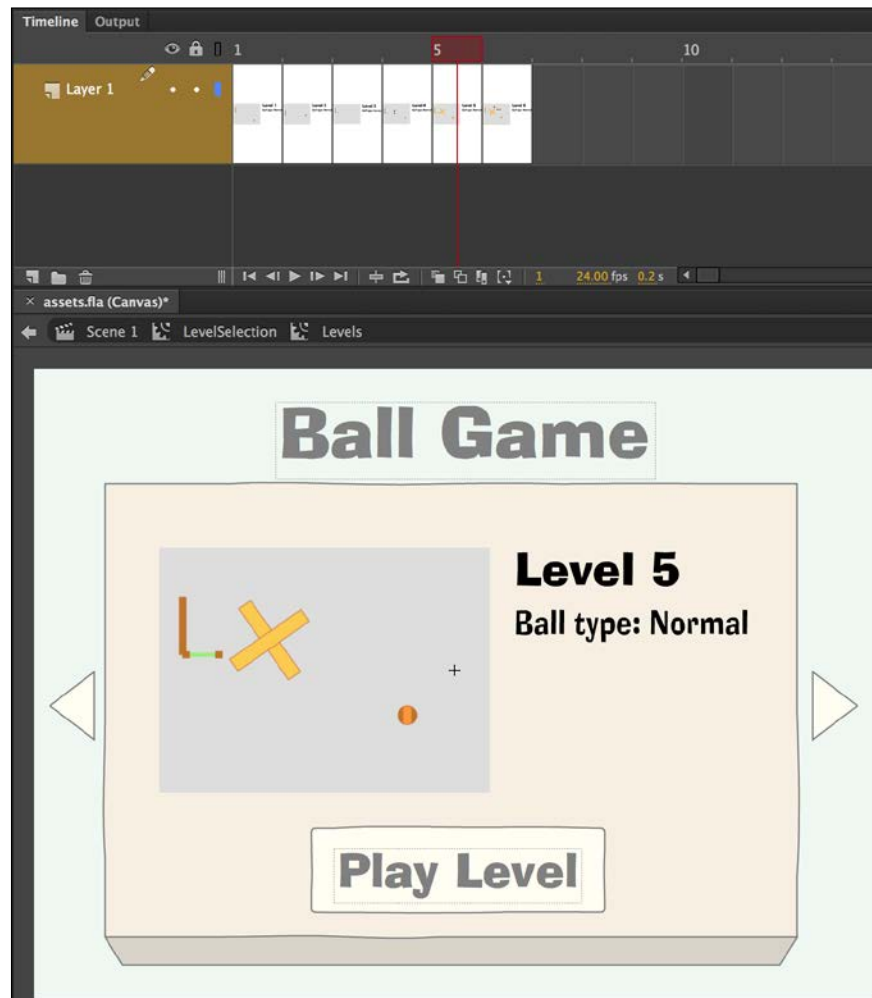 Timeline Output
1 5 10
Layer 1
1 24.00 fps 0.2 s
× assets.fla (Canvas)*
Scene 1 LevelSelection Levels
Ball Game
Level 5
Ball type: Normal
Play Level